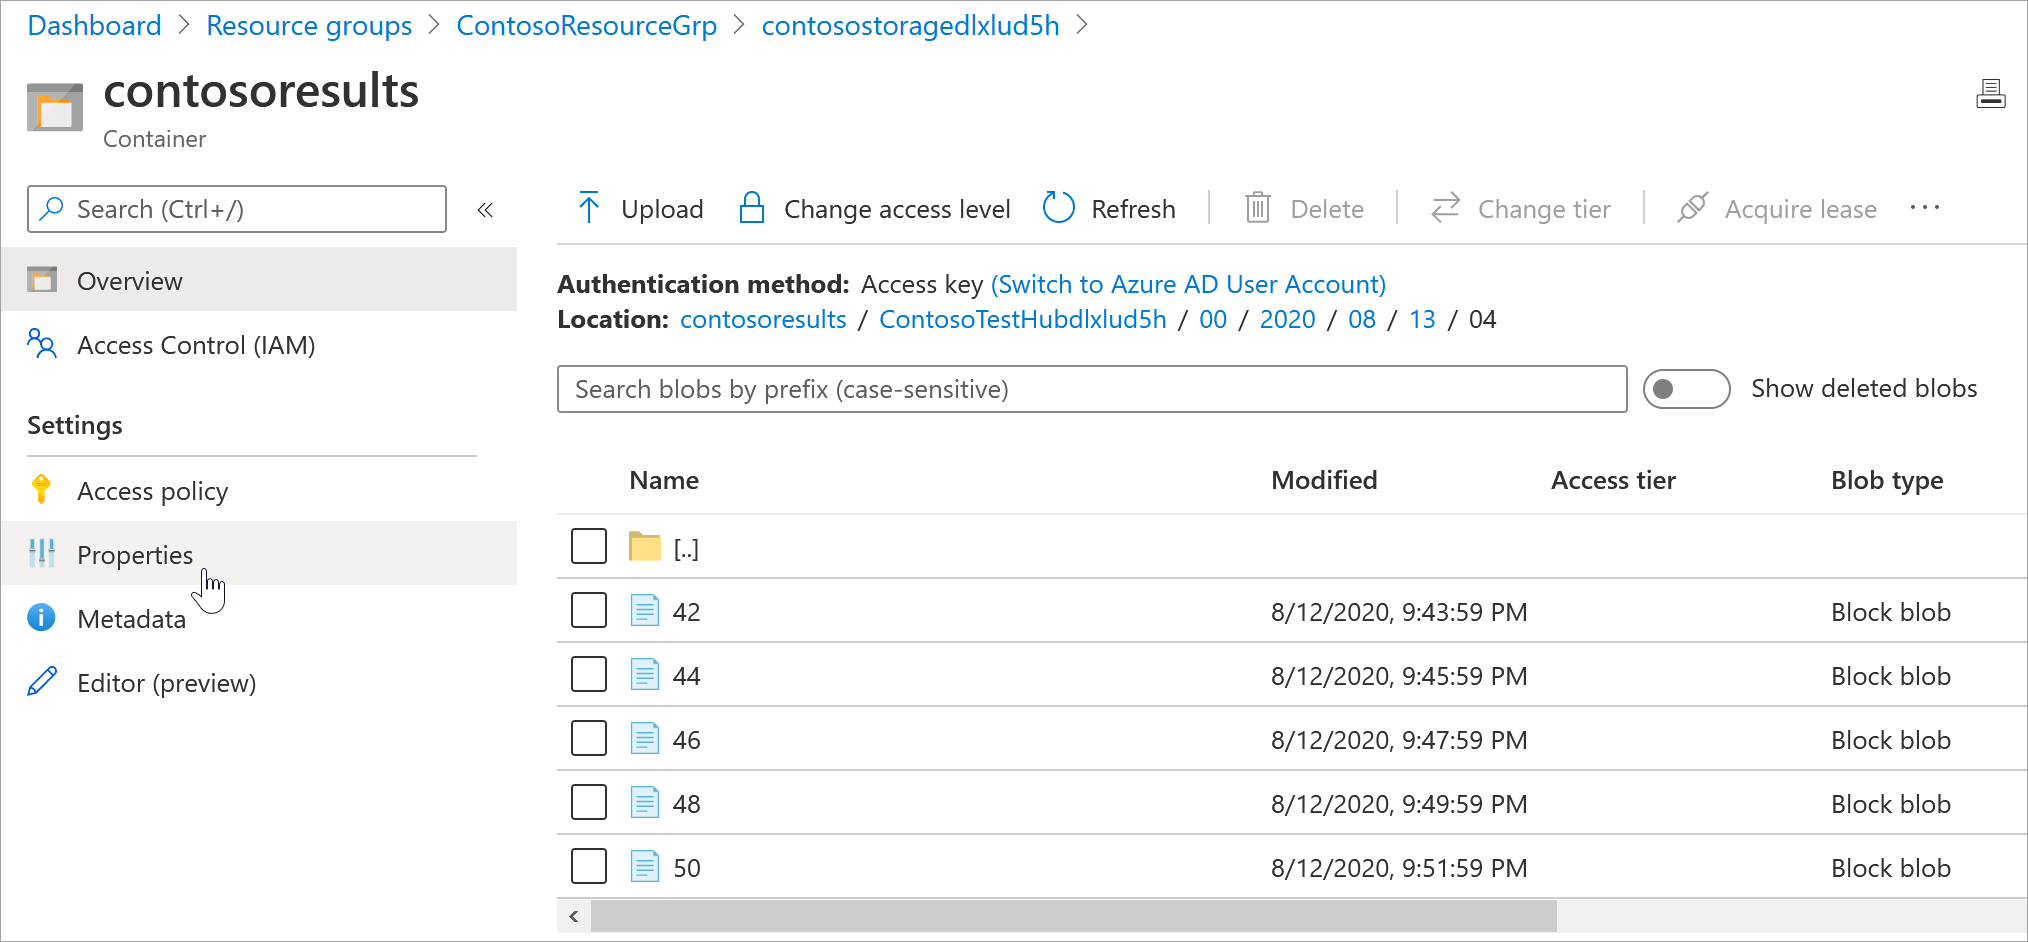 Dashboard > Resource groups > ContosoResourceGrp > contosostoragedlxlud5h >
contosoresults
Container
Search (Ctrl+/)
«
Overview
Access Control (IAM)
Settings
Access policy
Properties
Metadata
Editor (preview)
Upload Change access level Refresh Delete Change tier Acquire lease ...
Authentication method: Access key (Switch to Azure AD User Account)
Location: contosoresults / ContosoTestHubdlxlud5h / 00 / 2020 / 08 / 13 / 04
Search blobs by prefix (case-sensitive)
Show deleted blobs
Name Modified Access tier Blob type
[..]
42 8/12/2020, 9:43:59 PM Block blob
44 8/12/2020, 9:45:59 PM Block blob
46 8/12/2020, 9:47:59 PM Block blob
48 8/12/2020, 9:49:59 PM Block blob
50 8/12/2020, 9:51:59 PM Block blob